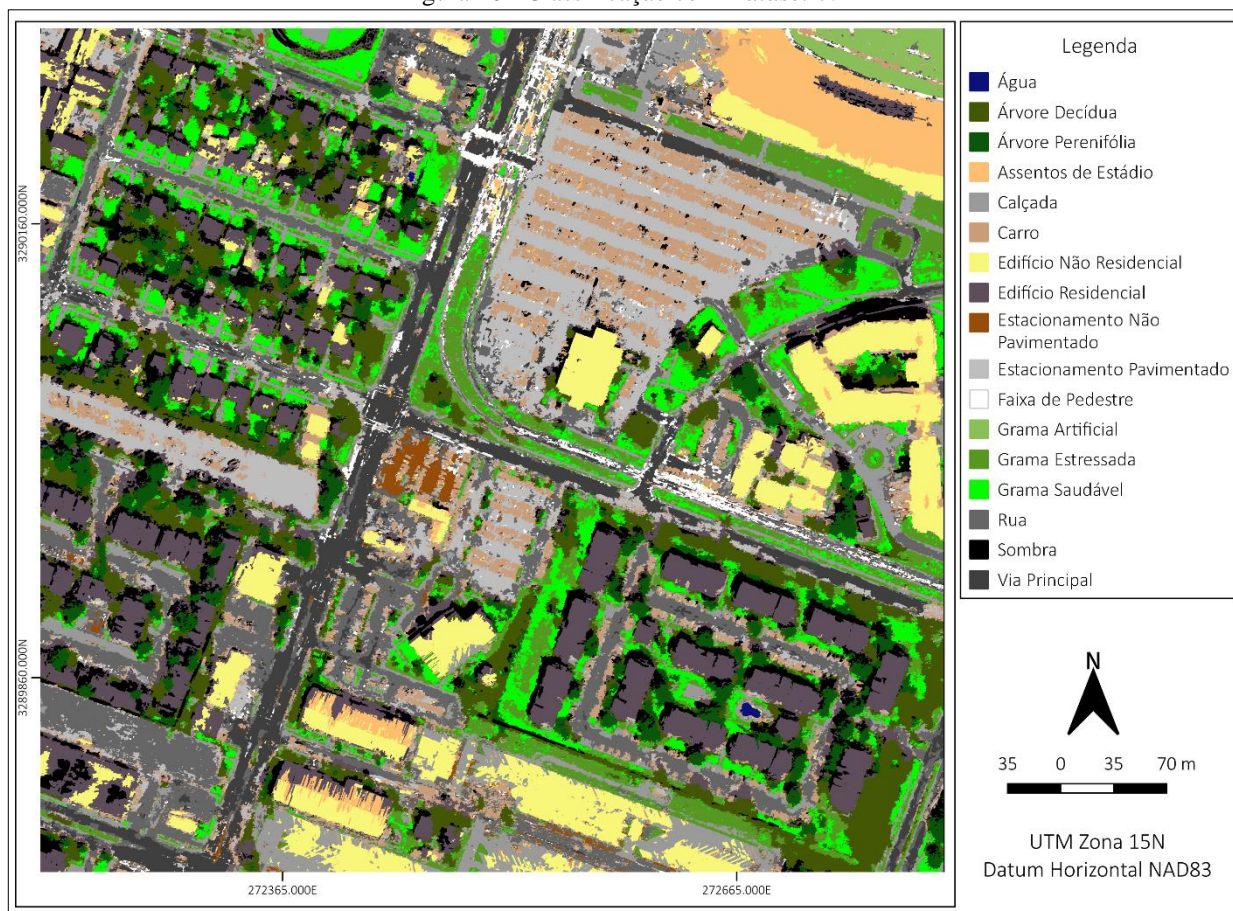 Legenda
Água
Árvore Decídua
Árvore Perenifólia
Assentos de Estádio
Calçada
Carro
Edifício Não Residencial
Edifício Residencial
Estacionamento Não
Pavimentado
Estacionamento Pavimentado
Faixa de Pedestre
Grama Artificial
Grama Estressada
Grama Saudável
Rua
Sombra
Via Principal
3290160.000N
3289860.000N
272365.000E
272665.000E
N
35 0 35 70 m
UTM Zona 15N
Datum Horizontal NAD83